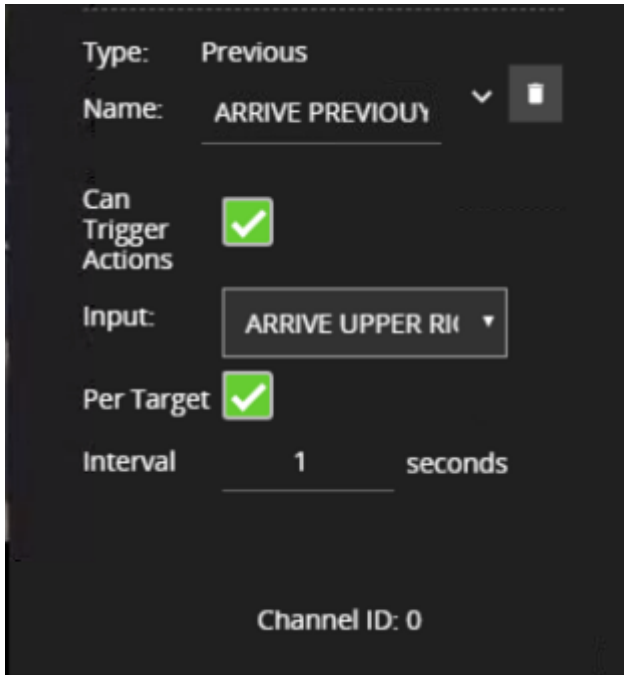 Type: Previous
Name: ARRIVE PREVIOUY
Can
Trigger
Actions
Input: ARRIVE UPPER RI
Per Target
Interval 1 seconds
Channel ID: 0